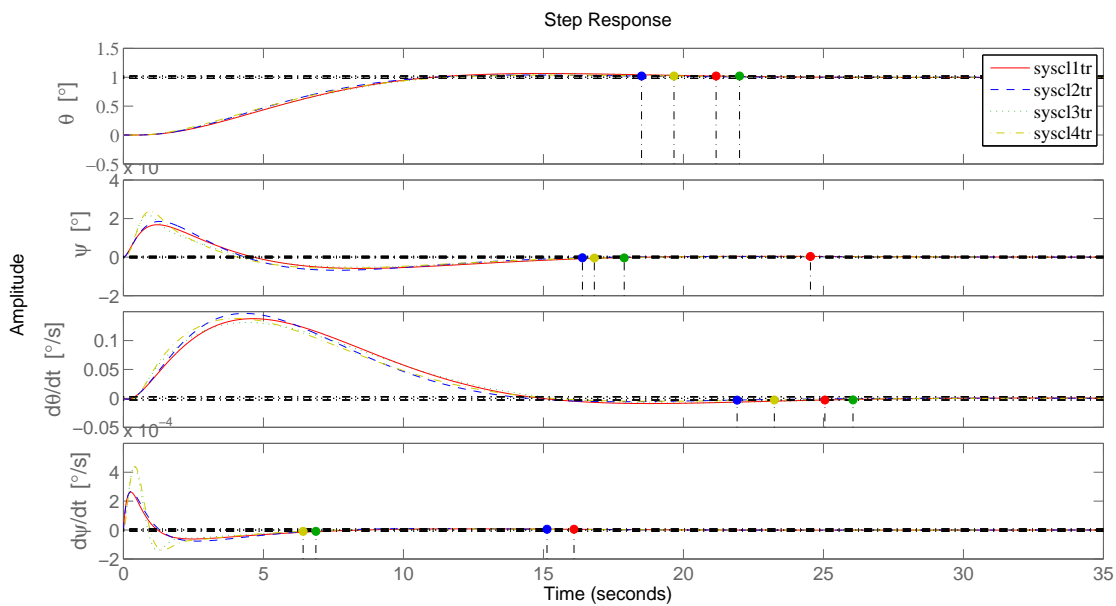 Step Response
θ [°]
1.5
1
0.5
0
−0.5
syscl1tr
syscl2tr
syscl3tr
syscl4tr
x 10
ψ [°]
4
2
0
−2
Amplitude
dθ/dt [°/s]
0.1
0.05
0
−0.05
x 10⁻⁴
dψ/dt [°/s]
4
2
0
−2
0 5 10 15 20 25 30 35
Time (seconds)